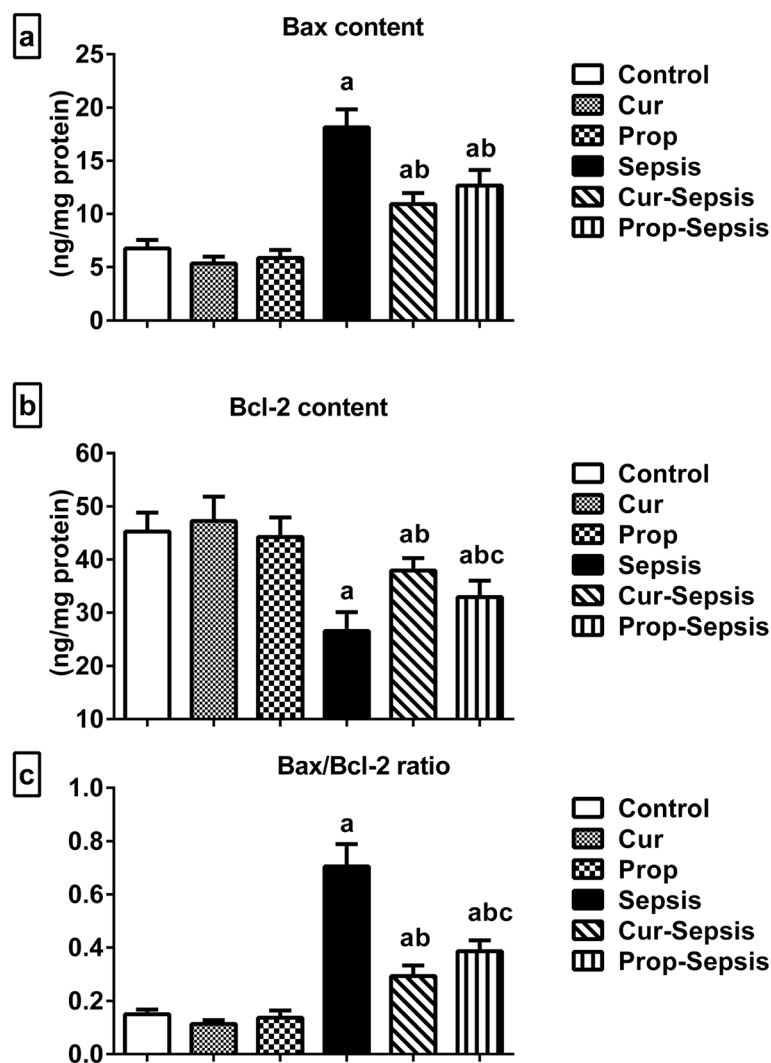 a
Bax content
(ng/mg protein)
25
20
15
10
5
0
a
ab
ab
Control
Cur
Prop
Sepsis
Cur-Sepsis
Prop-Sepsis
b
Bcl-2 content
(ng/mg protein)
60
50
40
30
20
10
a
ab
abc
Control
Cur
Prop
Sepsis
Cur-Sepsis
Prop-Sepsis
c
Bax/Bcl-2 ratio
1.0
0.8
0.6
0.4
0.2
0.0
a
ab
abc
Control
Cur
Prop
Sepsis
Cur-Sepsis
Prop-Sepsis